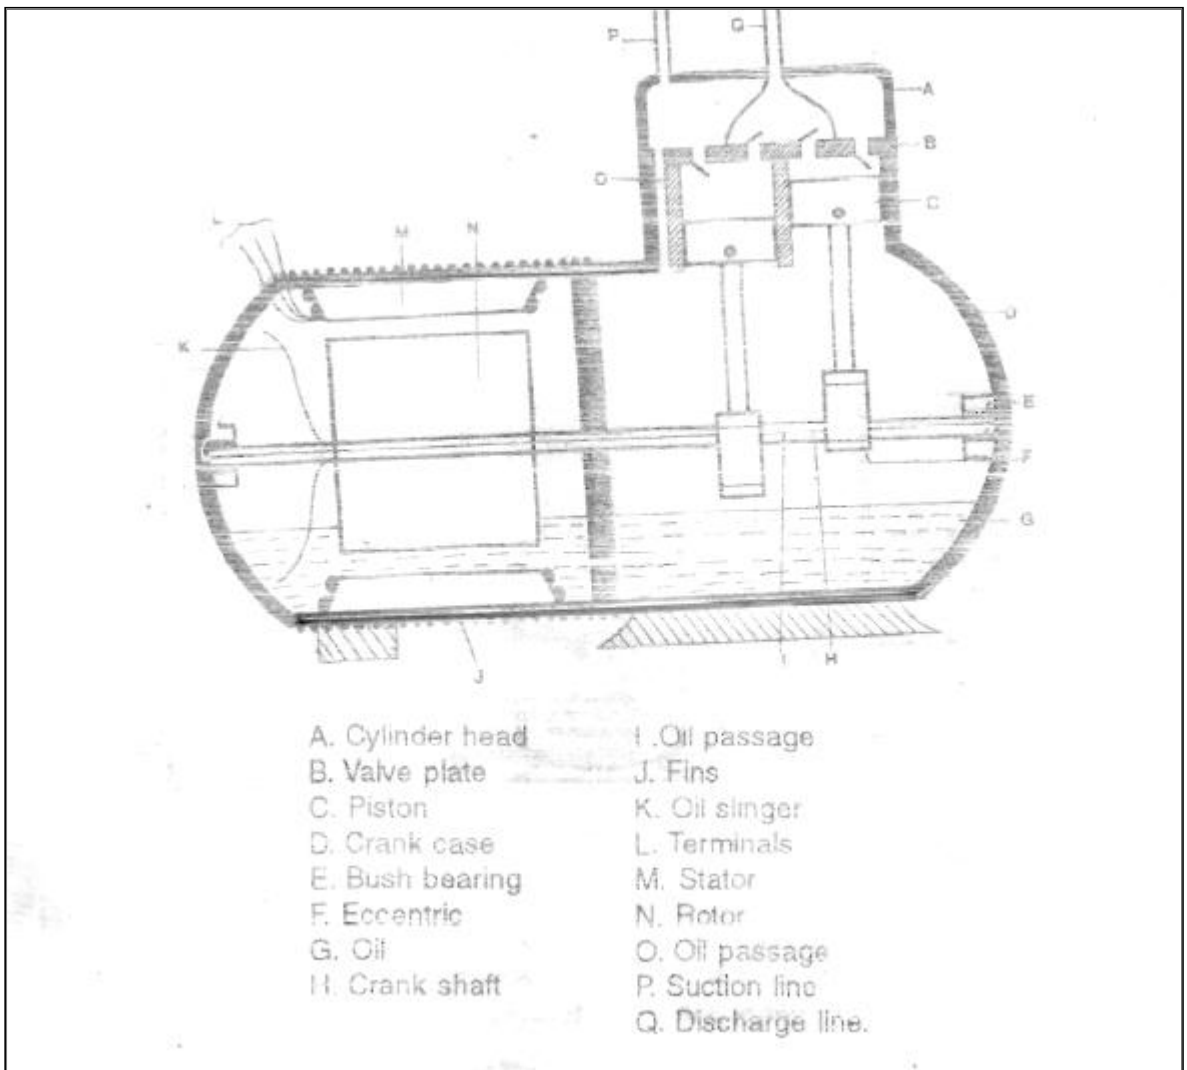 P
Q
A
B
O
C
L
M
N
K
E
F
G
I
H
J
A. Cylinder head
B. Valve plate
C. Piston
D. Crank case
E. Bush bearing
F. Eccentric
G. Oil
H. Crank shaft
I .Oil passage
J. Fins
K. Oil slinger
L. Terminals
M. Stator
N. Rotor
O. Oil passage
P. Suction line
Q. Discharge line.